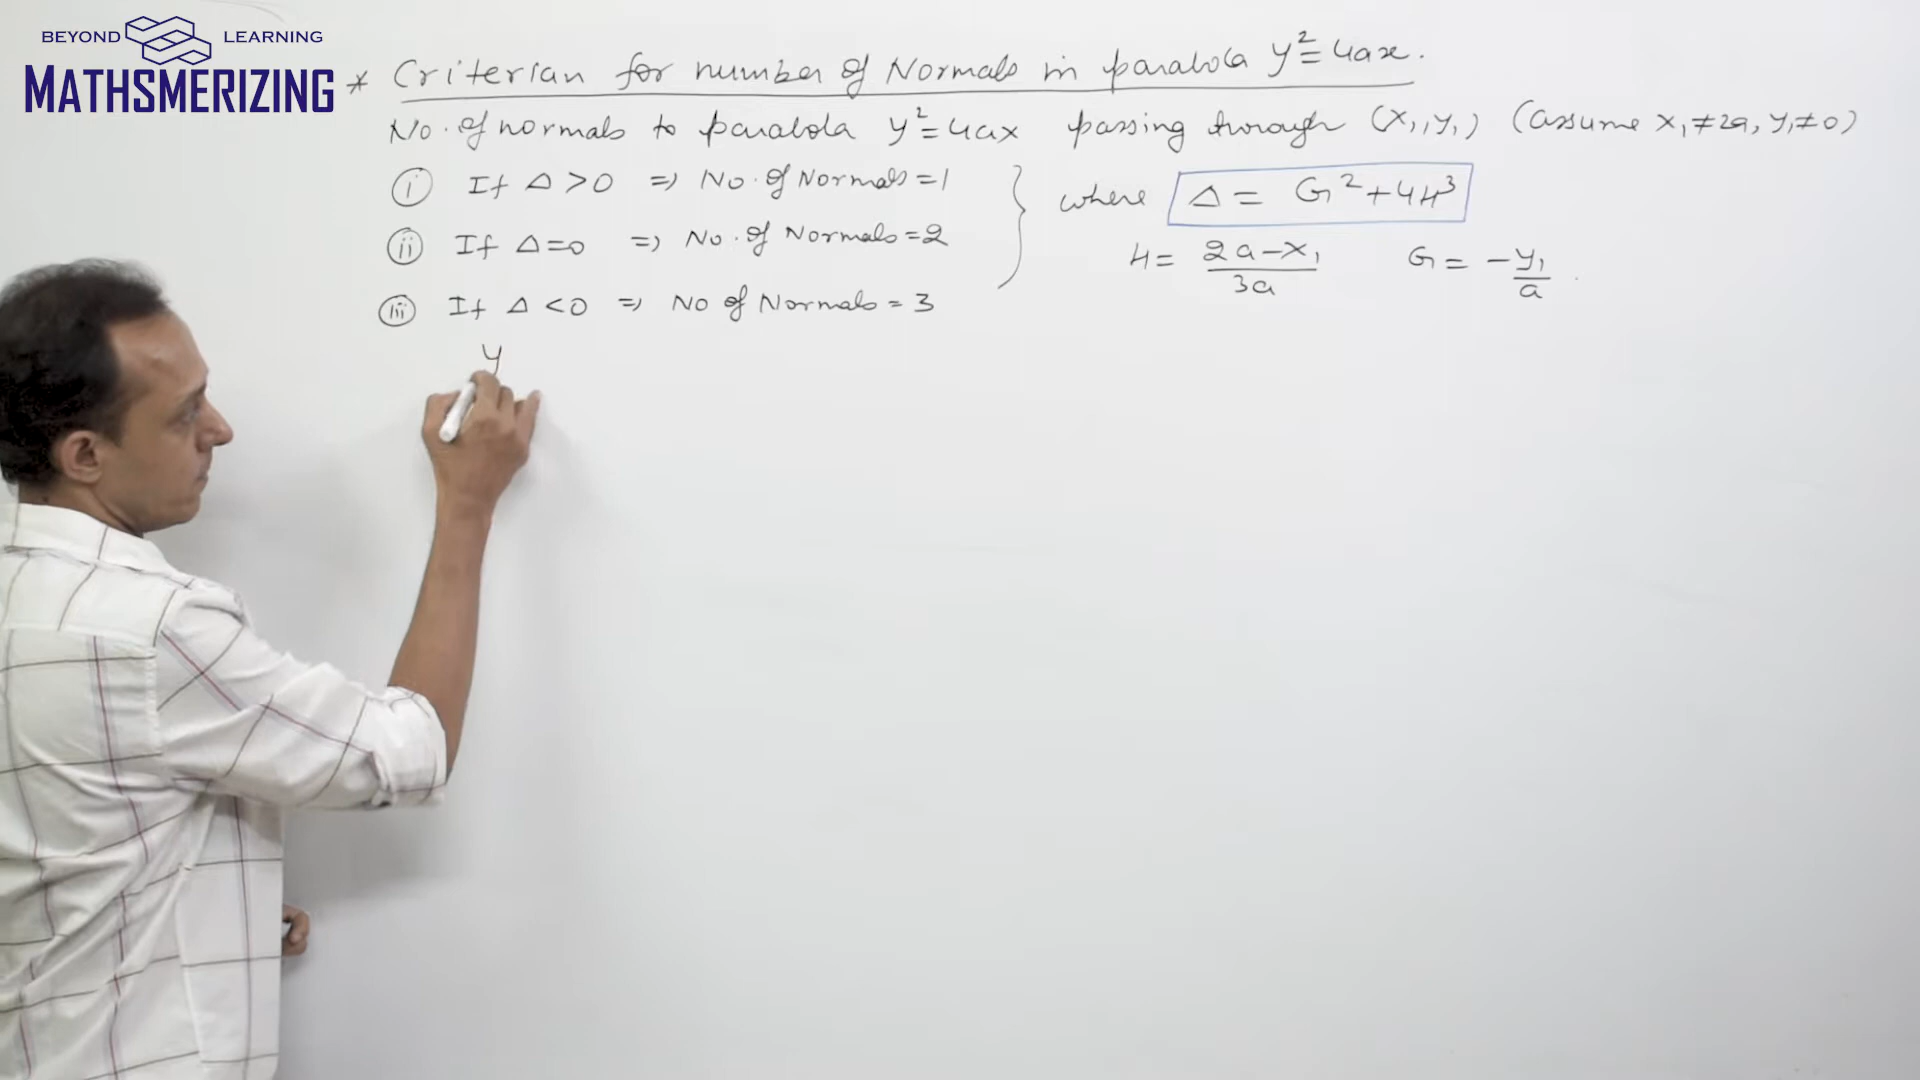 BEYOND LEARNING
MATHSMERIZING
* Criterian for number of Normals in parabola y²=4ax.
No. of normals to parabola y²=4ax passing through (x₁,y₁) (assume x₁≠2a, y₁≠0)
(i) If Δ>0 => No. of Normals=1
(ii) If Δ=0 => No. of Normals=2
(iii) If Δ<0 => No of Normals=3
where Δ= G²+4H³
H= (2a-x₁)/3a G= -y₁/a
y